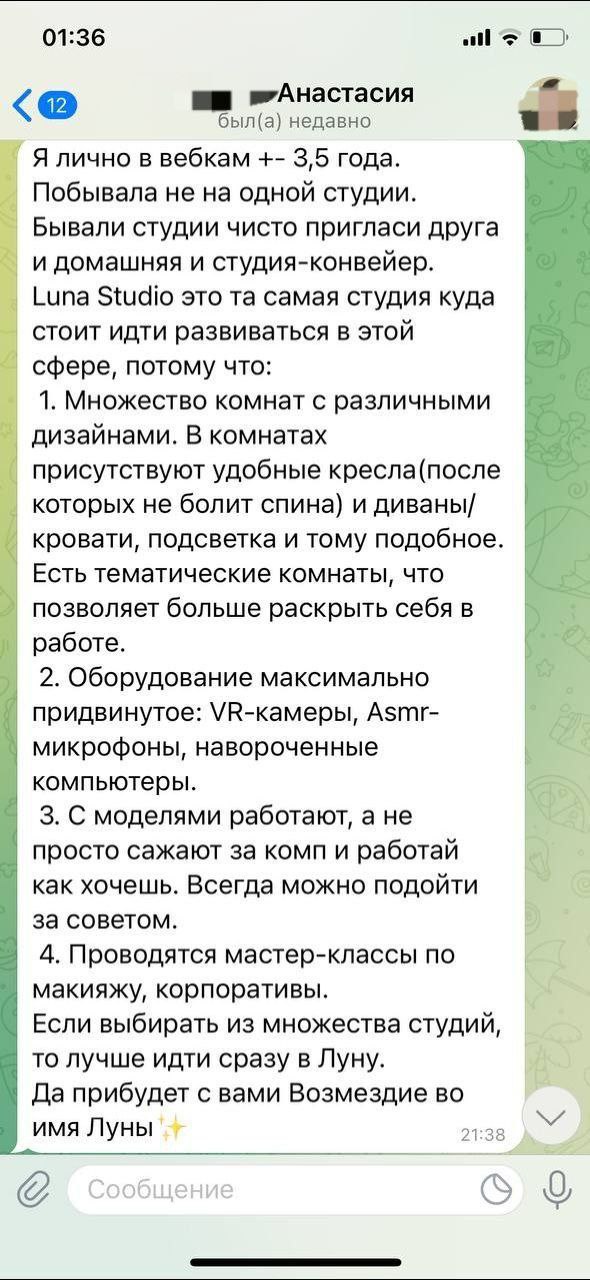 01:36
12
Анастасия
был(а) недавно
Я лично в вебкам +- 3,5 года.
Побывала не на одной студии.
Бывали студии чисто пригласи друга
и домашняя и студия-конвейер.
Luna Studio это та самая студия куда
стоит идти развиваться в этой
сфере, потому что:
1. Множество комнат с различными
дизайнами. В комнатах
присутствуют удобные кресла(после
которых не болит спина) и диваны/
кровати, подсветка и тому подобное.
Есть тематические комнаты, что
позволяет больше раскрыть себя в
работе.
2. Оборудование максимально
придвинутое: VR-камеры, Asmr-
микрофоны, навороченные
компьютеры.
3. С моделями работают, а не
просто сажают за комп и работай
как хочешь. Всегда можно подойти
за советом.
4. Проводятся мастер-классы по
макияжу, корпоративы.
Если выбирать из множества студий,
то лучше идти сразу в Луну.
Да прибудет с вами Возмездие во
имя Луны✨
21:38
Сообщение